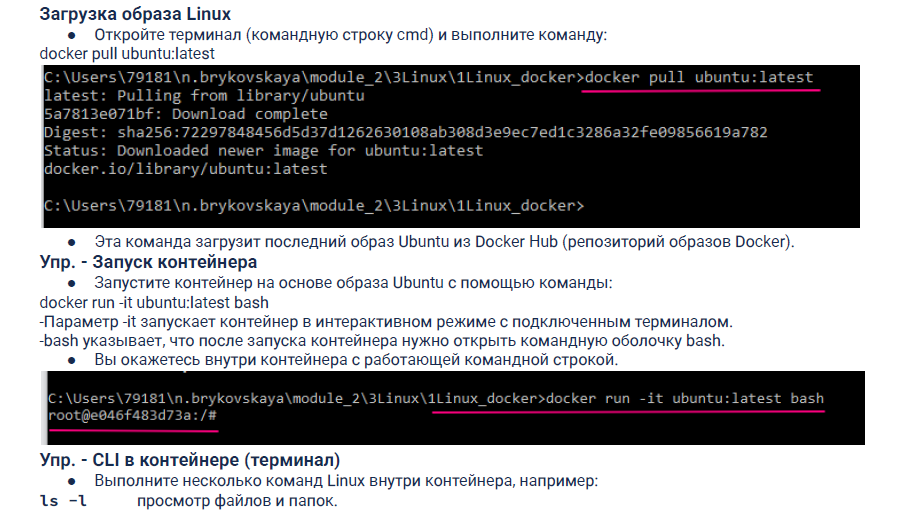 Загрузка образа Linux
● Откройте терминал (командную строку cmd) и выполните команду:
docker pull ubuntu:latest
C:\Users\79181\n.brykovskaya\module_2\3Linux\1Linux_docker>docker pull ubuntu:latest
latest: Pulling from library/ubuntu
5a7813e071bf: Download complete
Digest: sha256:72297848456d5d37d1262630108ab308d3e9ec7ed1c3286a32fe09856619a782
Status: Downloaded newer image for ubuntu:latest
docker.io/library/ubuntu:latest
C:\Users\79181\n.brykovskaya\module_2\3Linux\1Linux_docker>
● Эта команда загрузит последний образ Ubuntu из Docker Hub (репозиторий образов Docker).
Упр. - Запуск контейнера
● Запустите контейнер на основе образа Ubuntu с помощью команды:
docker run -it ubuntu:latest bash
-Параметр -it запускает контейнер в интерактивном режиме с подключенным терминалом.
-bash указывает, что после запуска контейнера нужно открыть командную оболочку bash.
● Вы окажетесь внутри контейнера с работающей командной строкой.
C:\Users\79181\n.brykovskaya\module_2\3Linux\1Linux_docker>docker run -it ubuntu:latest bash
root@e046f483d73a:/#
Упр. - CLI в контейнере (терминал)
● Выполните несколько команд Linux внутри контейнера, например:
ls -l просмотр файлов и папок.